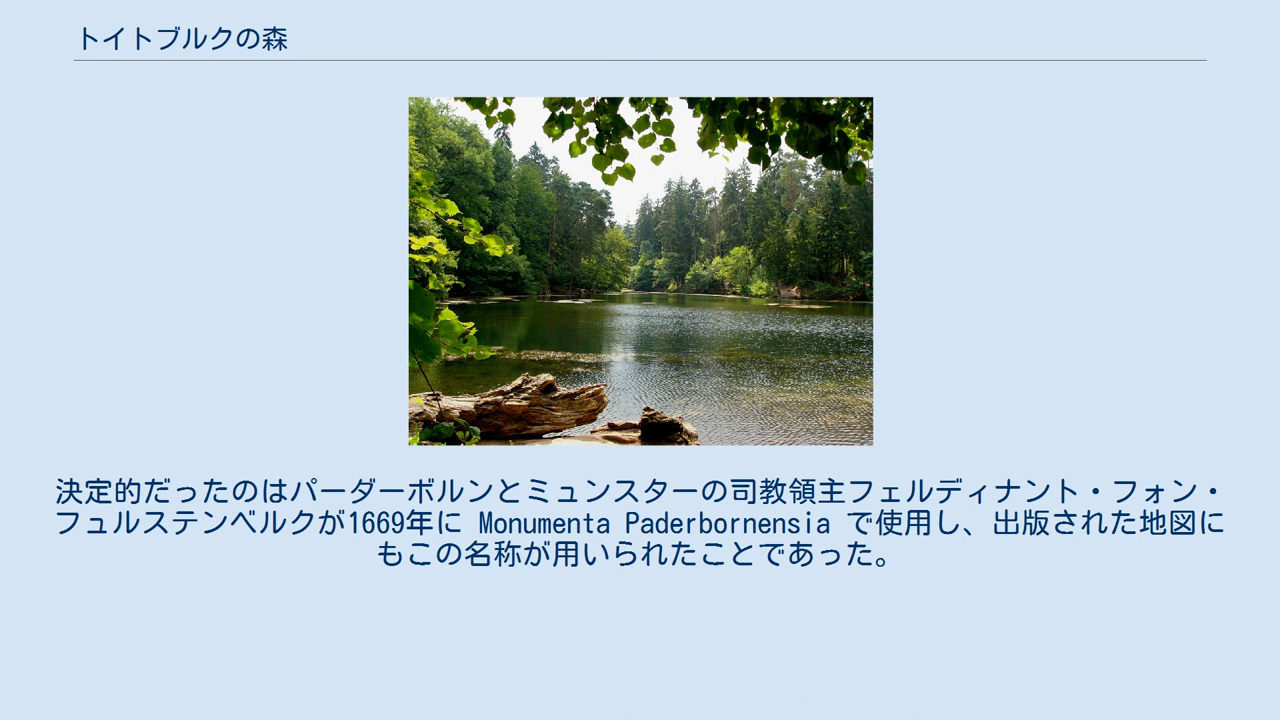 トイトブルクの森
決定的だったのはパーダーボルンとミュンスターの司教領主フェルディナント・フォン・
フュルステンベルクが1669年に Monumenta Paderbornensia で使用し、出版された地図に
もこの名称が用いられたことであった。